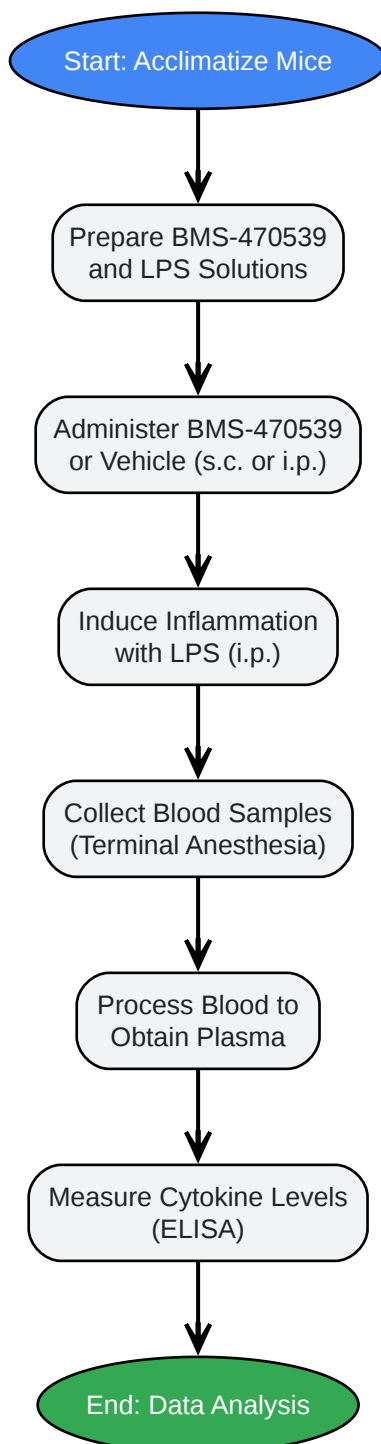 Start: Acclimatize Mice
Prepare BMS-470539
and LPS Solutions
Administer BMS-470539
or Vehicle (s.c. or i.p.)
Induce Inflammation
with LPS (i.p.)
Collect Blood Samples
(Terminal Anesthesia)
Process Blood to
Obtain Plasma
Measure Cytokine Levels
(ELISA)
End: Data Analysis